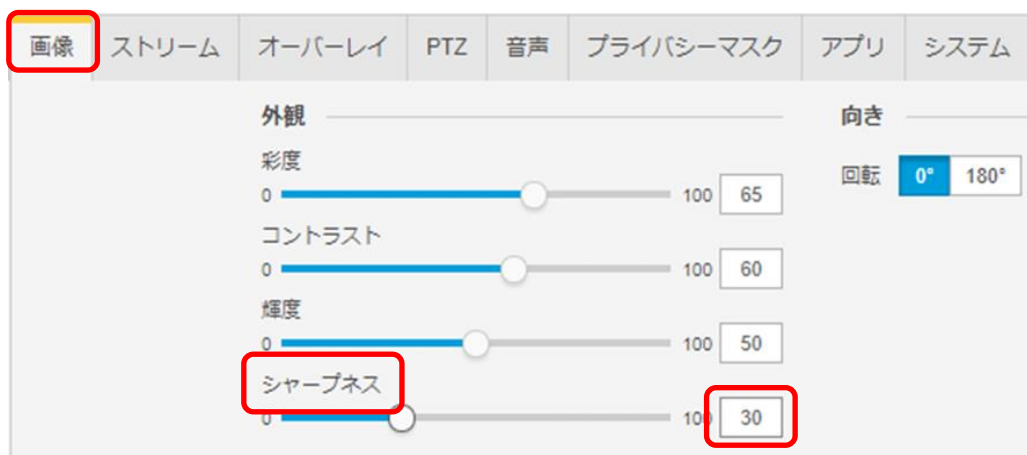 画像 ストリーム オーバーレイ PTZ 音声 プライバシーマスク アプリ システム
外観 向き
彩度
0 100 65
回転 0° 180°
コントラスト
0 100 60
輝度
0 100 50
シャープネス
0 100 30